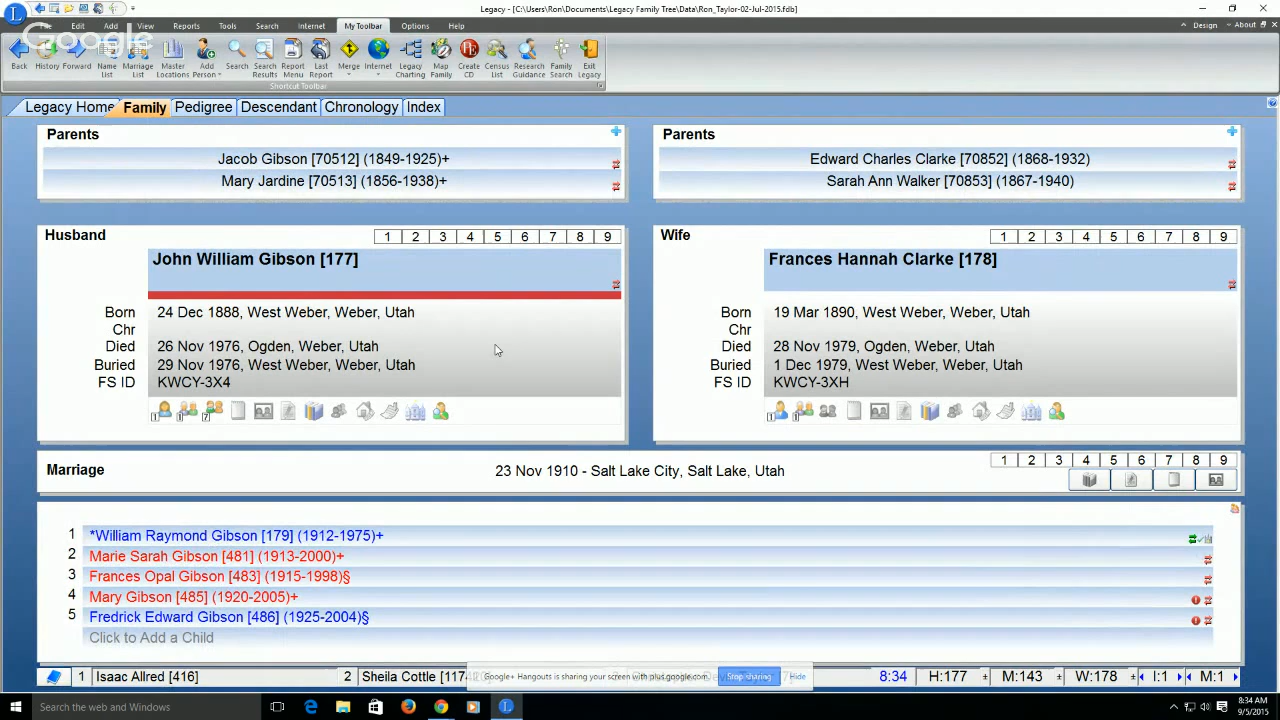 Legacy - [C:\Users\Ron\Documents\Legacy Family Tree\Data\Ron_Taylor-02-Jul-2015.fdb]
File Edit Add View Reports Tools Search Internet My Toolbar Options Help Design About
Google
Back History Forward Name List Marriage List Master Locations Add Person Search Search Results Report Menu Last Report Merge Internet Legacy Charting Map Family Create CD Census List Research Guidance Family Search Exit Legacy
Shortcut Toolbar
Legacy Home Family Pedigree Descendant Chronology Index
Parents
Jacob Gibson [70512] (1849-1925)+
Mary Jardine [70513] (1856-1938)+
Parents
Edward Charles Clarke [70852] (1868-1932)
Sarah Ann Walker [70853] (1867-1940)
Husband 1 2 3 4 5 6 7 8 9
John William Gibson [177]
Born 24 Dec 1888, West Weber, Weber, Utah
Chr
Died 26 Nov 1976, Ogden, Weber, Utah
Buried 29 Nov 1976, West Weber, Weber, Utah
FS ID KWCY-3X4
1 1 7
Wife 1 2 3 4 5 6 7 8 9
Frances Hannah Clarke [178]
Born 19 Mar 1890, West Weber, Weber, Utah
Chr
Died 28 Nov 1979, Ogden, Weber, Utah
Buried 1 Dec 1979, West Weber, Weber, Utah
FS ID KWCY-3XH
1 1
Marriage 23 Nov 1910 - Salt Lake City, Salt Lake, Utah 1 2 3 4 5 6 7 8 9
1 *William Raymond Gibson [179] (1912-1975)+
2 Marie Sarah Gibson [481] (1913-2000)+
3 Frances Opal Gibson [483] (1915-1998)§
4 Mary Gibson [485] (1920-2005)+
5 Fredrick Edward Gibson [486] (1925-2004)§
Click to Add a Child
1 Isaac Allred [416] 2 Sheila Cottle 8:34 H:177 M:143 W:178 I:1 M:1
Google+ Hangouts is sharing your screen with plus.google.com. Stop sharing Hide
Search the web and Windows
8:34 AM
9/5/2015